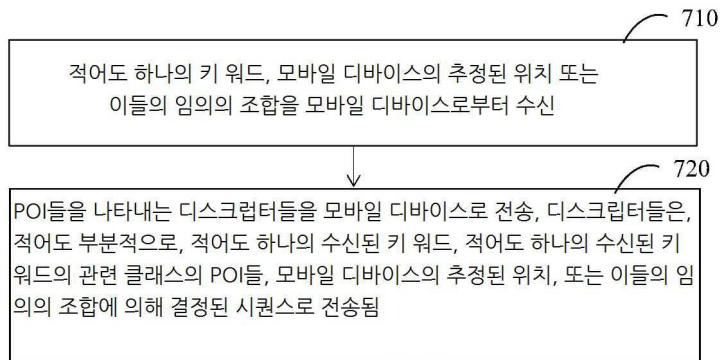 710
적어도 하나의 키 워드, 모바일 디바이스의 추정된 위치 또는
이들의 임의의 조합을 모바일 디바이스로부터 수신
720
POI들을 나타내는 디스크럽터들을 모바일 디바이스로 전송, 디스크립터들은,
적어도 부분적으로, 적어도 하나의 수신된 키 워드, 적어도 하나의 수신된 키
워드의 관련 클래스의 POI들, 모바일 디바이스의 추정된 위치, 또는 이들의 임
의의 조합에 의해 결정된 시퀀스로 전송됨